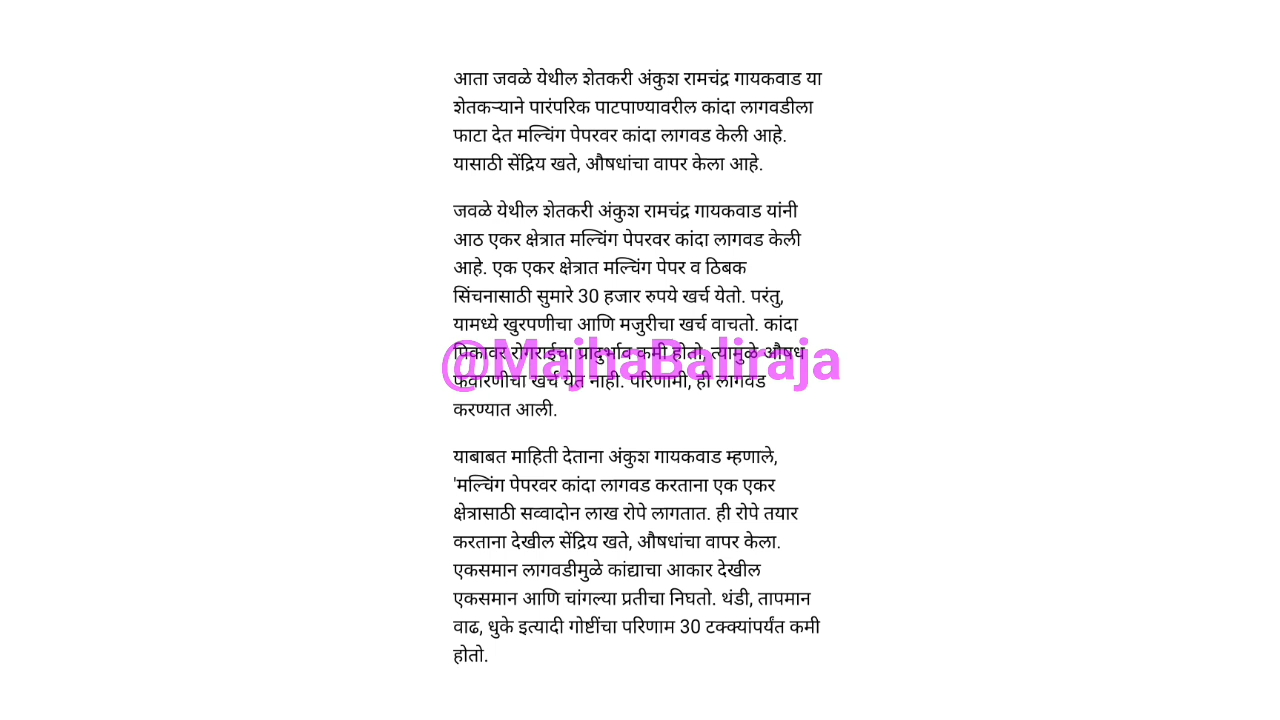 आता जवळे येथील शेतकरी अंकुश रामचंद्र गायकवाड या
शेतकऱ्याने पारंपरिक पाटपाण्यावरील कांदा लागवडीला
फाटा देत मल्चिंग पेपरवर कांदा लागवड केली आहे.
यासाठी सेंद्रिय खते, औषधांचा वापर केला आहे.
जवळे येथील शेतकरी अंकुश रामचंद्र गायकवाड यांनी
आठ एकर क्षेत्रात मल्चिंग पेपरवर कांदा लागवड केली
आहे. एक एकर क्षेत्रात मल्चिंग पेपर व ठिबक
सिंचनासाठी सुमारे 30 हजार रुपये खर्च येतो. परंतु,
यामध्ये खुरपणीचा आणि मजुरीचा खर्च वाचतो. कांदा
पिकावर रोगराईचा प्रादुर्भाव कमी होतो, त्यामुळे औषध
@MajhaBaliraja
फवारणीचा खर्च येत नाही. परिणामी, ही लागवड
करण्यात आली.
याबाबत माहिती देताना अंकुश गायकवाड म्हणाले,
'मल्चिंग पेपरवर कांदा लागवड करताना एक एकर
क्षेत्रासाठी सव्वादोन लाख रोपे लागतात. ही रोपे तयार
करताना देखील सेंद्रिय खते, औषधांचा वापर केला.
एकसमान लागवडीमुळे कांद्याचा आकार देखील
एकसमान आणि चांगल्या प्रतीचा निघतो. थंडी, तापमान
वाढ, धुके इत्यादी गोष्टींचा परिणाम 30 टक्क्यांपर्यंत कमी
होतो.